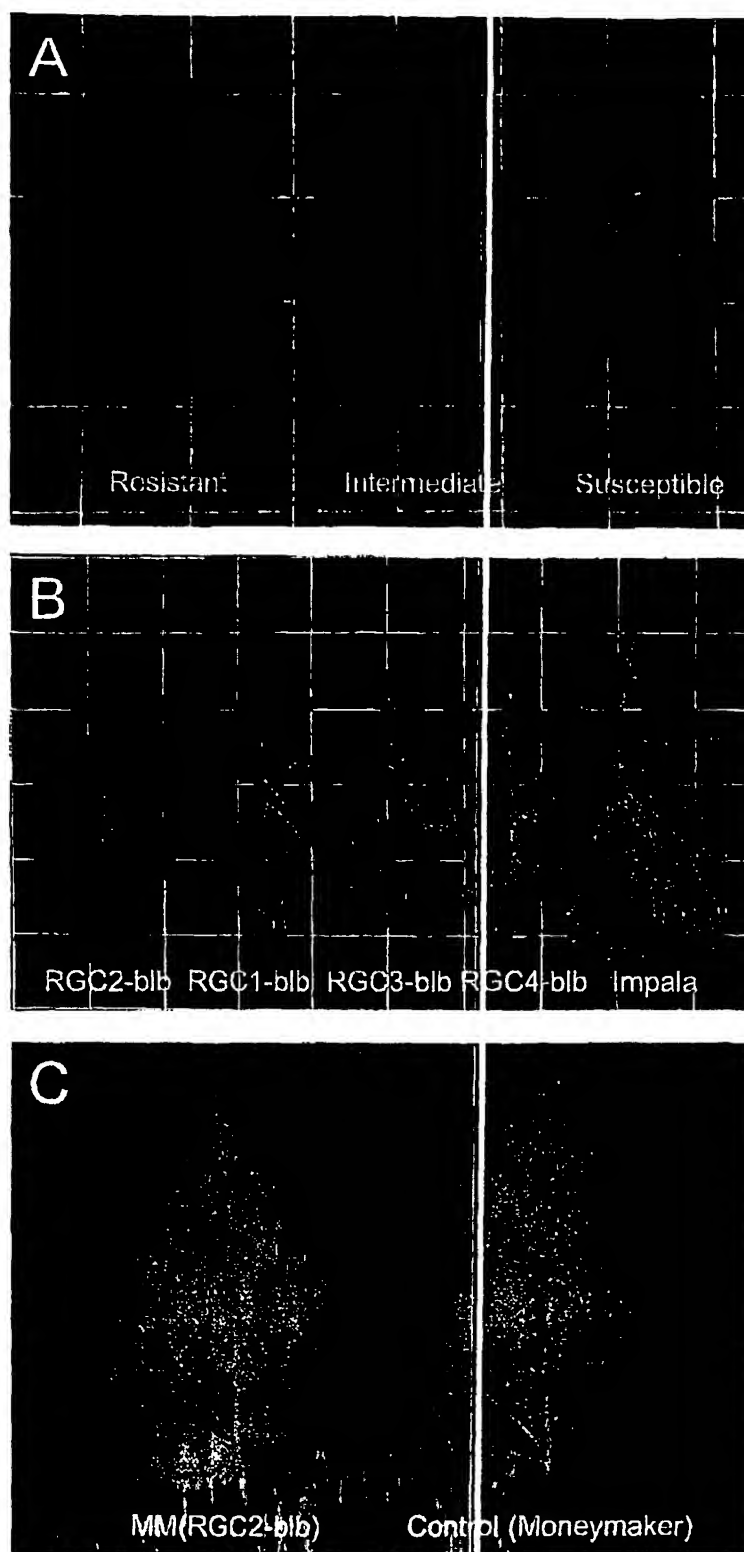 A
Resistant Intermediate Susceptible
B
RGC2-blb RGC1-blb RGC3-blb RGC4-blb Impala
C
MM(RGC2-blb) Control (Moneymaker)